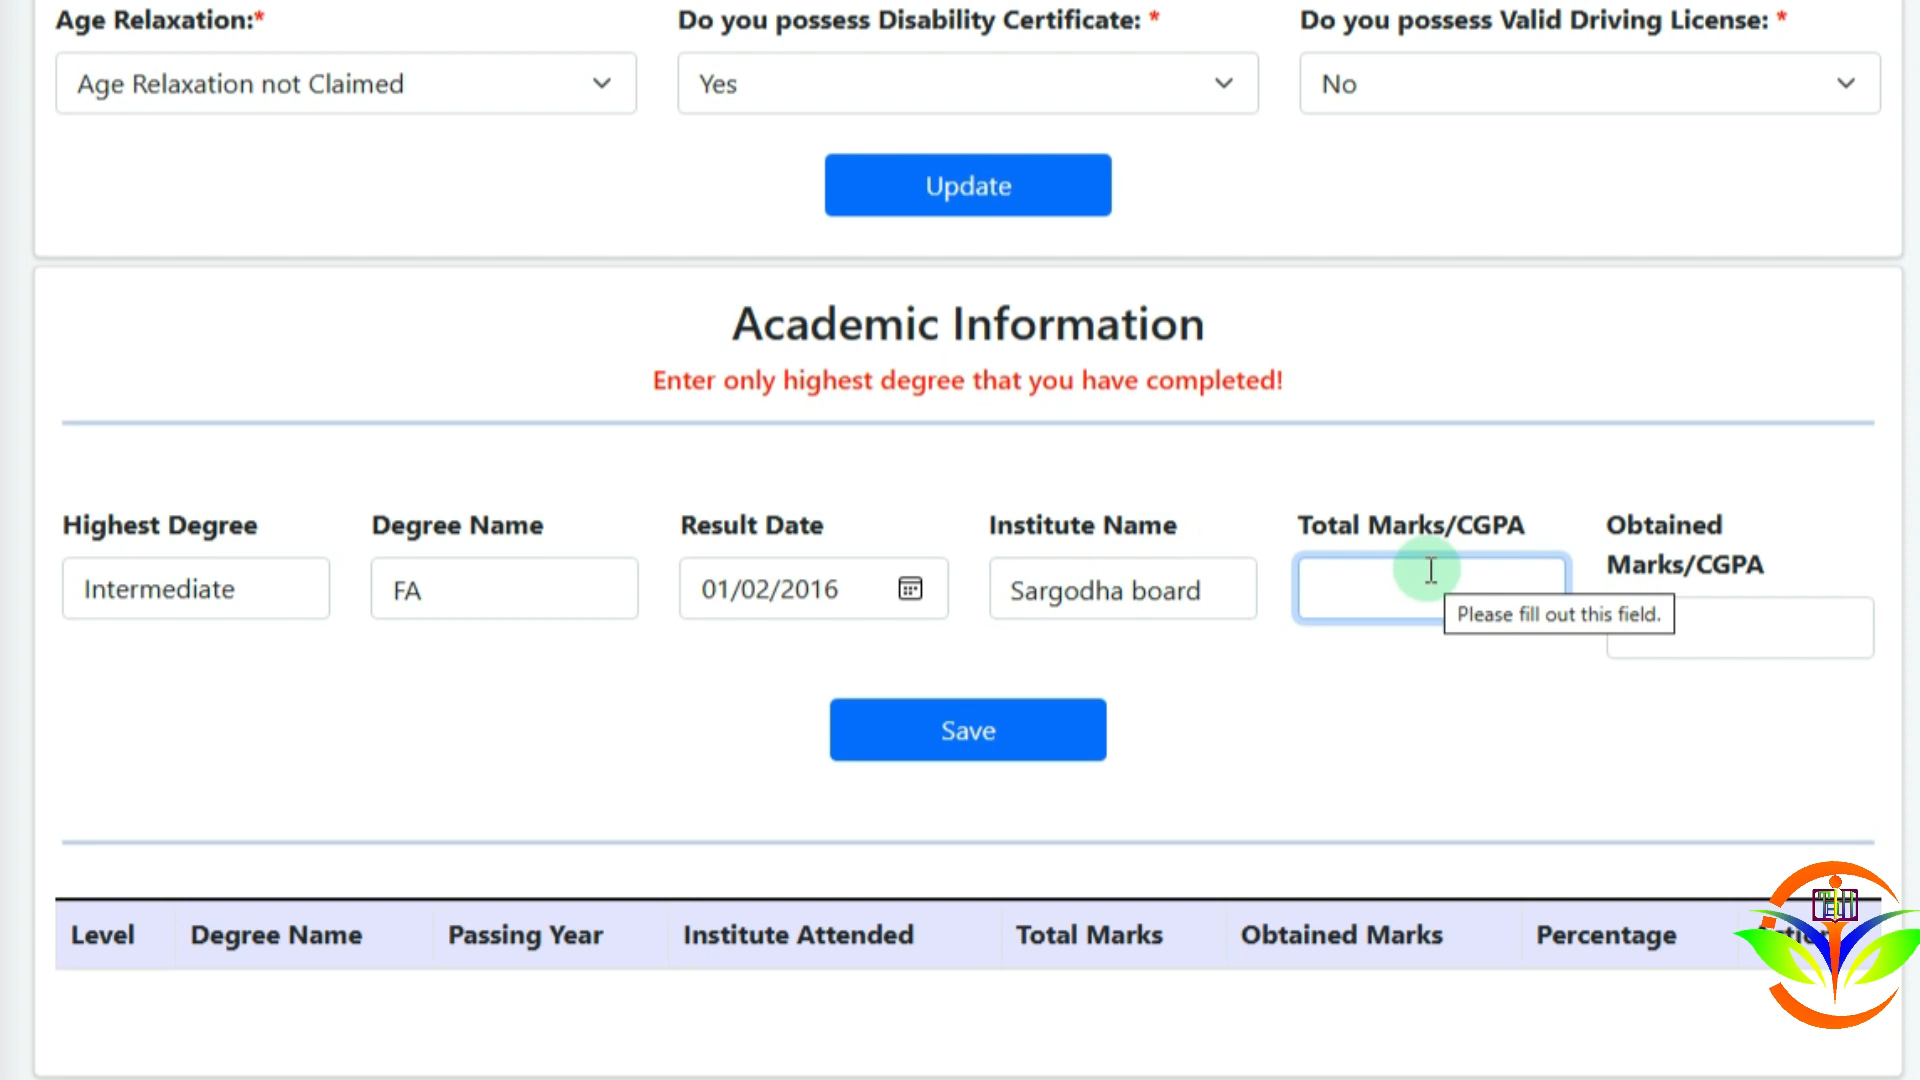 Age Relaxation:* Do you possess Disability Certificate: * Do you possess Valid Driving License: *
Age Relaxation not Claimed Yes No
Update
Academic Information
Enter only highest degree that you have completed!
Highest Degree Degree Name Result Date Institute Name Total Marks/CGPA Obtained Marks/CGPA
Intermediate FA 01/02/2016 Sargodha board
Please fill out this field.
Save
Level Degree Name Passing Year Institute Attended Total Marks Obtained Marks Percentage